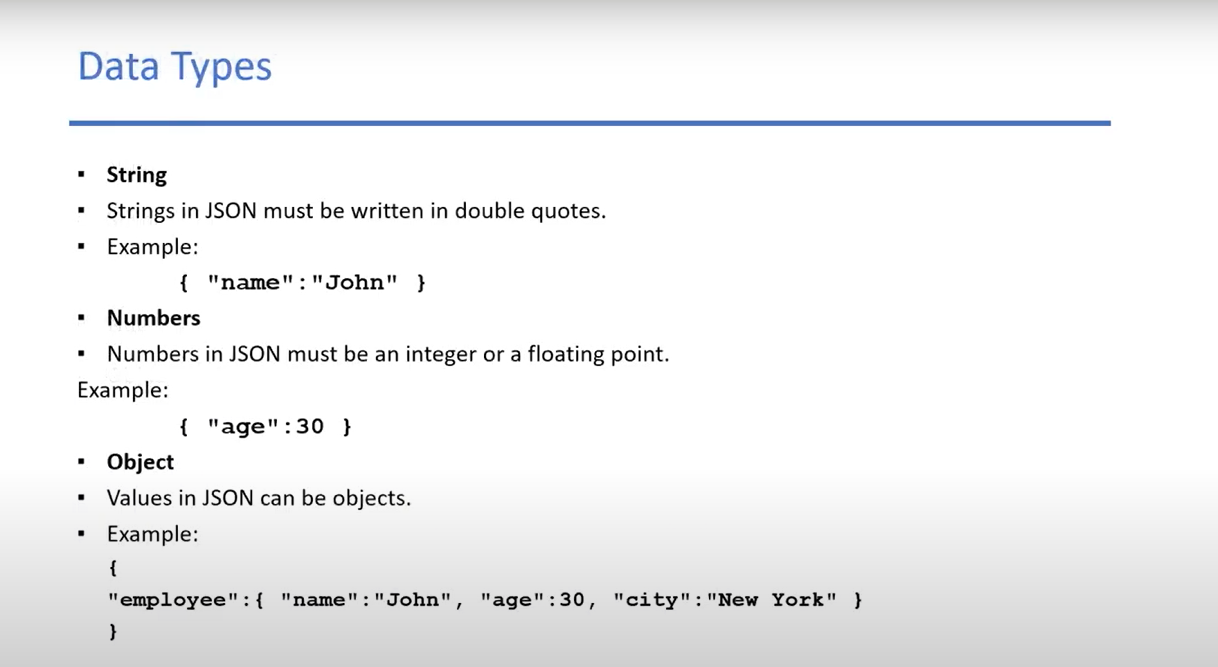 Data Types
▪ String
▪ Strings in JSON must be written in double quotes.
▪ Example:
{ "name":"John" }
▪ Numbers
▪ Numbers in JSON must be an integer or a floating point.
Example:
{ "age":30 }
▪ Object
▪ Values in JSON can be objects.
▪ Example:
{
"employee":{ "name":"John", "age":30, "city":"New York" }
}